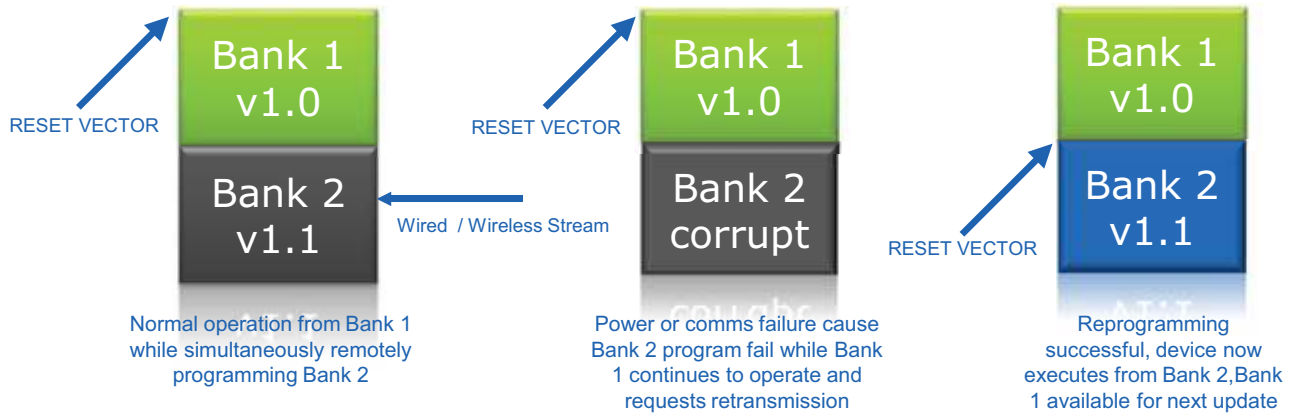 Bank 1
v1.0
RESET VECTOR
Bank 2
v1.1
Wired / Wireless Stream
Normal operation from Bank 1
while simultaneously remotely
programming Bank 2
Bank 1
v1.0
RESET VECTOR
Bank 2
corrupt
Power or comms failure cause
Bank 2 program fail while Bank
1 continues to operate and
requests retransmission
Bank 1
v1.0
RESET VECTOR
Bank 2
v1.1
Reprogramming
successful, device now
executes from Bank 2,Bank
1 available for next update